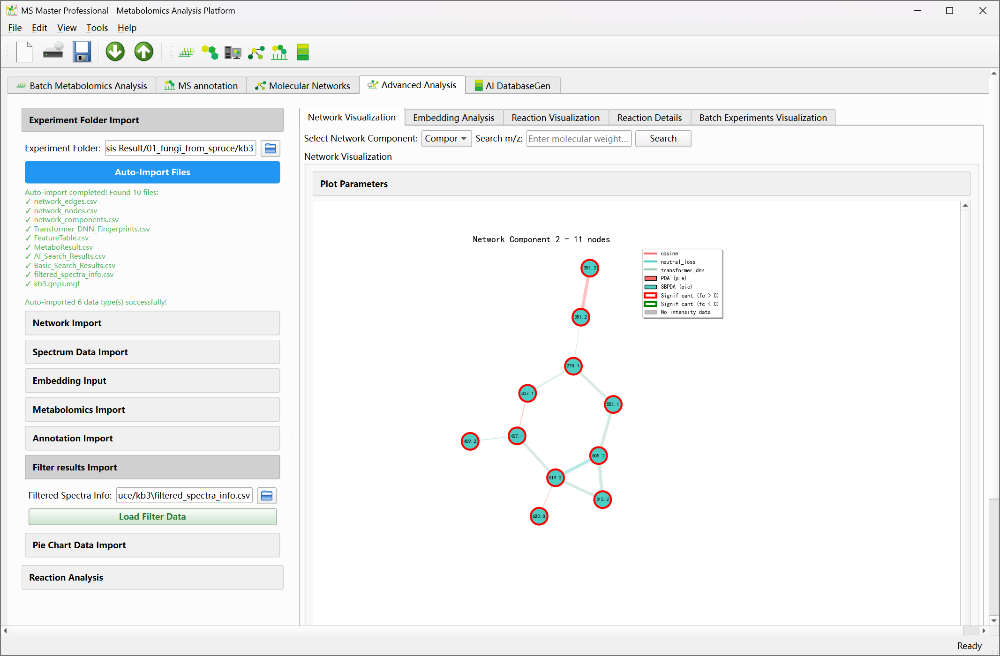 MS Master Professional - Metabolomics Analysis Platform
File Edit View Tools Help
Batch Metabolomics Analysis MS annotation Molecular Networks Advanced Analysis AI DatabaseGen
Experiment Folder Import
Experiment Folder: sis Result/01_fungi_from_spruce/kb3
Auto-Import Files
Auto-import completed! Found 10 files:
✓ network_edges.csv
✓ network_nodes.csv
✓ network_components.csv
✓ Transformer_DNN_Fingerprints.csv
✓ FeatureTable.csv
✓ MetaboResult.csv
✓ AI_Search_Results.csv
✓ Basic_Search_Results.csv
✓ filtered_spectra_info.csv
✓ kb3.gnps.mgf
Auto-imported 6 data type(s) successfully!
Network Import
Spectrum Data Import
Embedding Input
Metabolomics Import
Annotation Import
Filter results Import
Filtered Spectra Info: ruce/kb3\filtered_spectra_info.csv
Load Filter Data
Pie Chart Data Import
Reaction Analysis
Network Visualization Embedding Analysis Reaction Visualization Reaction Details Batch Experiments Visualization
Select Network Component: Compor Search m/z: Enter molecular weight... Search
Network Visualization
Plot Parameters
Network Component 2 - 11 nodes
cosine
neutral_loss
transformer_dnn
PDA (pie)
SBPDA (pie)
Significant (fc > 0)
Significant (fc < 0)
No intensity data
351.2
351.2
275.1
407.1
551.1
407.1
409.2
505.2
519.2
315.2
683.0
Ready